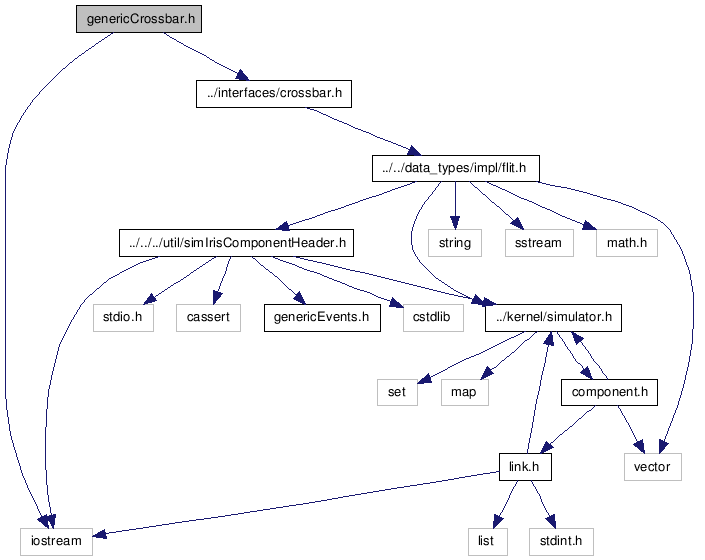 genericCrossbar.h
../interfaces/crossbar.h
../../data_types/impl/flit.h
../../../util/simIrisComponentHeader.h
string
sstream
math.h
stdio.h
cassert
genericEvents.h
cstdlib
../kernel/simulator.h
set
map
component.h
link.h
vector
iostream
list
stdint.h